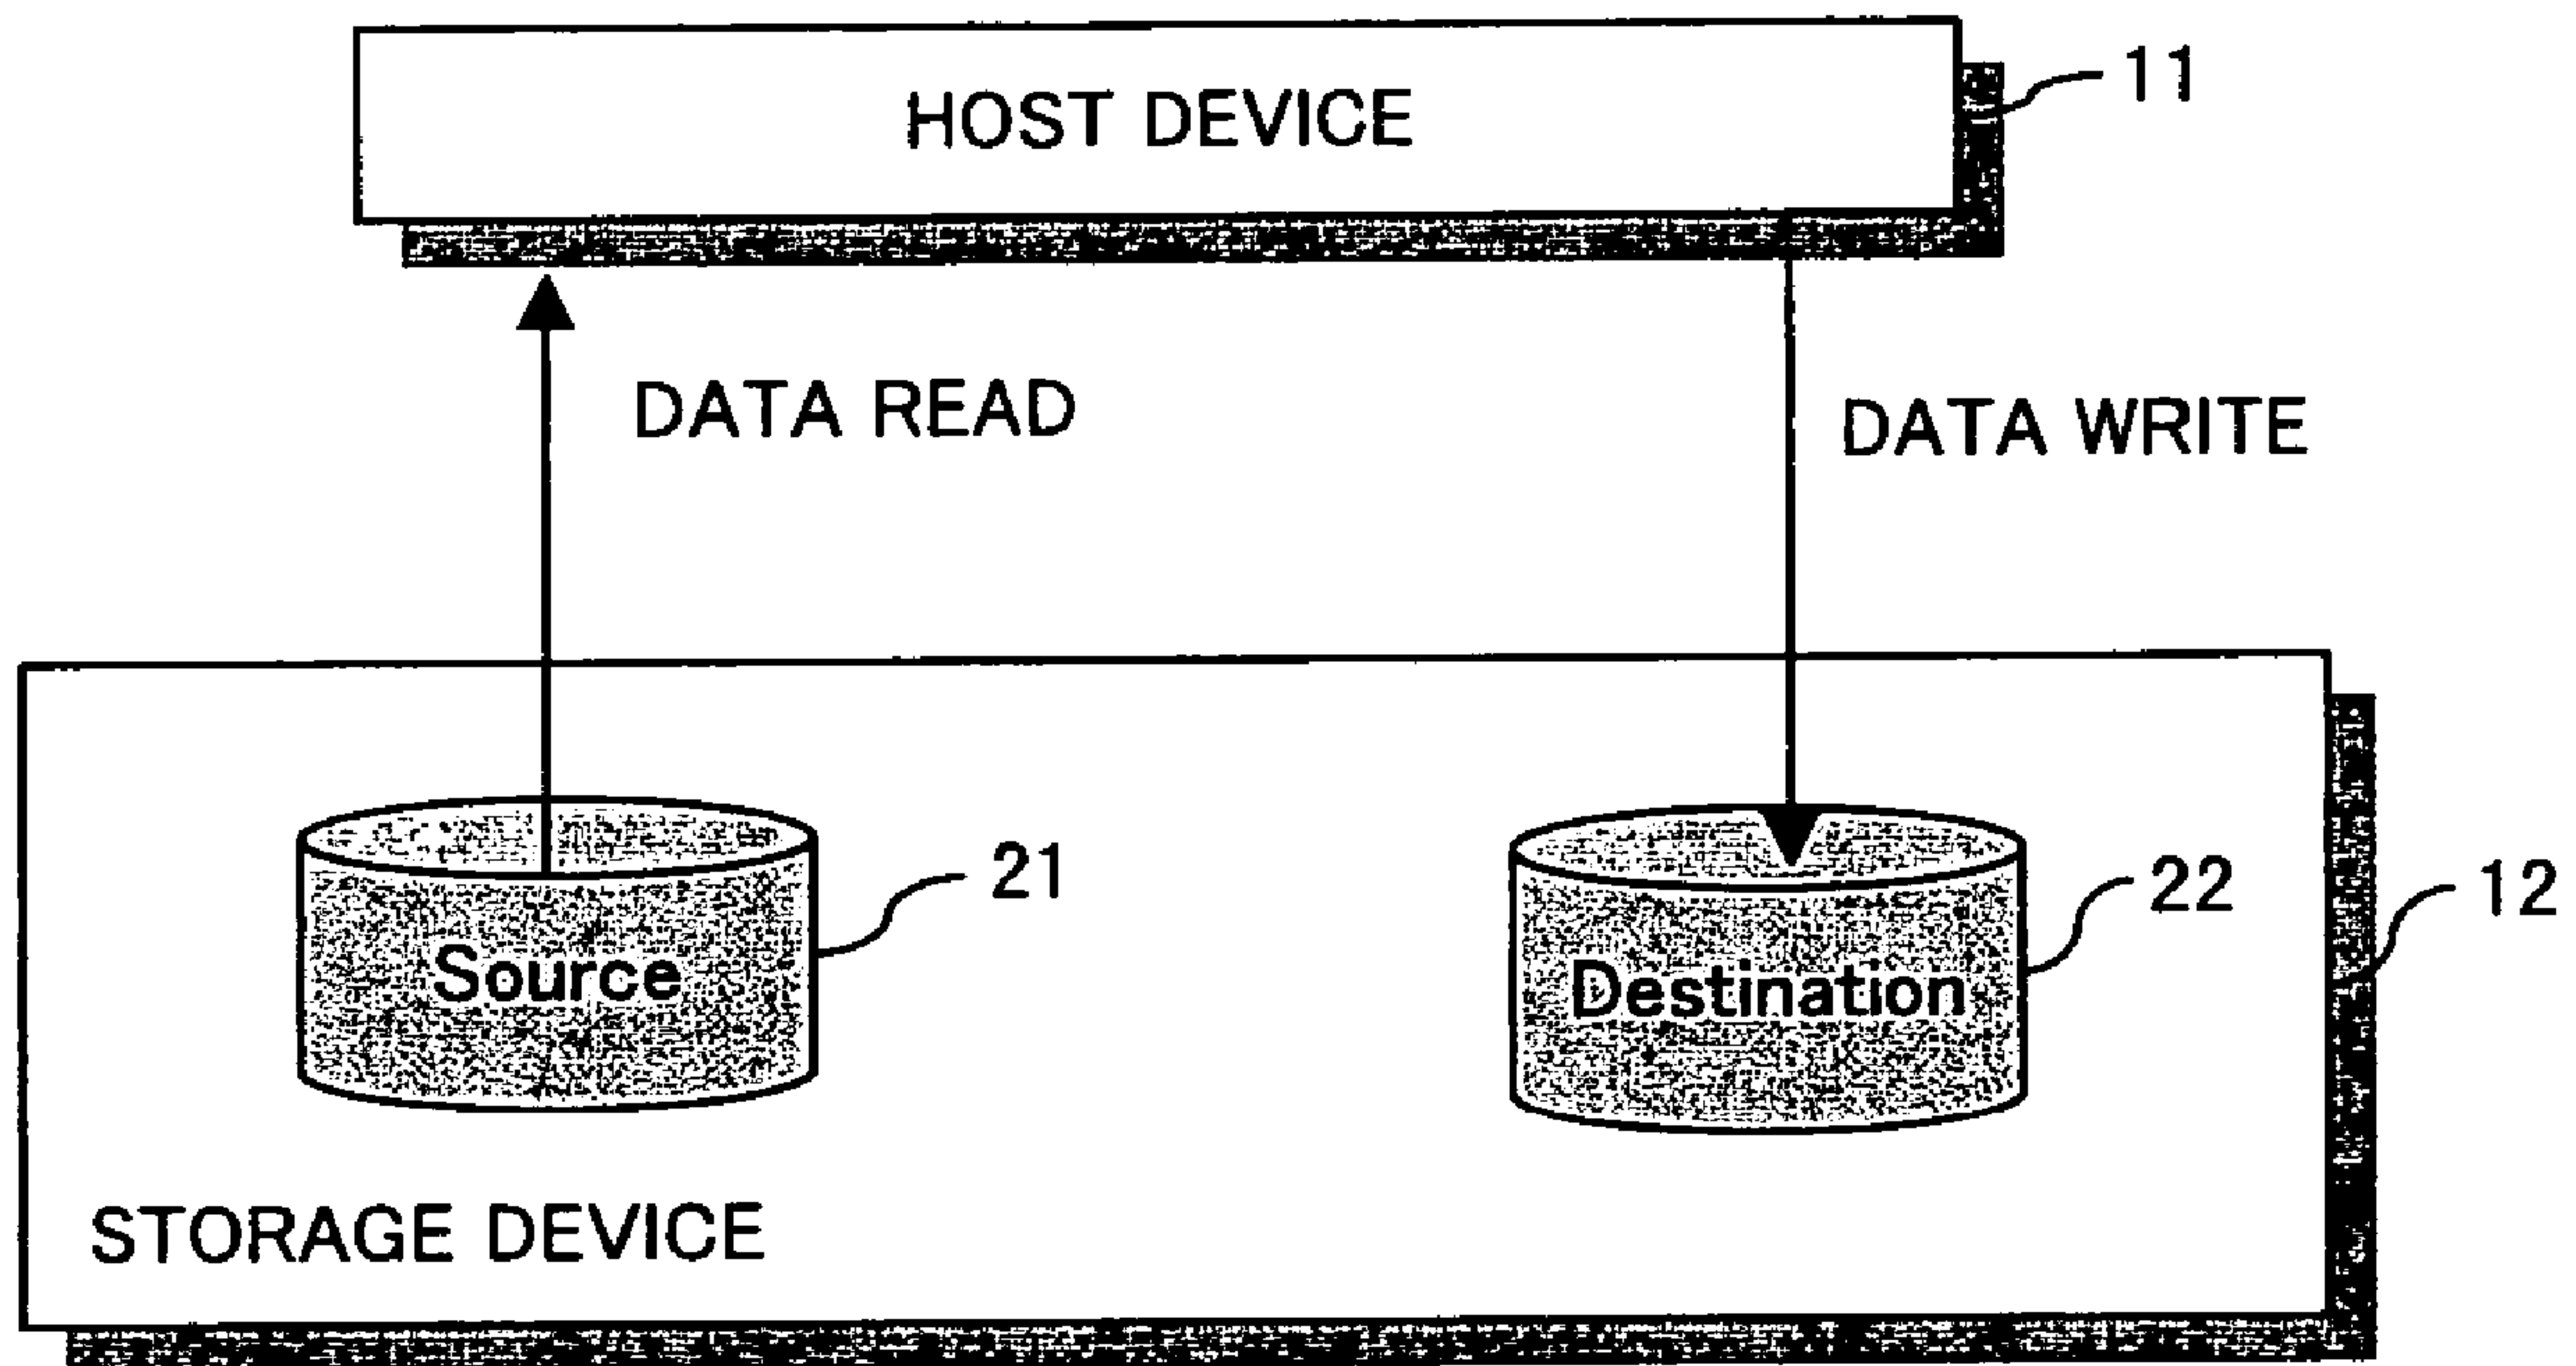 HOST DEVICE
11
DATA READ
DATA WRITE
21
22
12
Source
Destination
STORAGE DEVICE